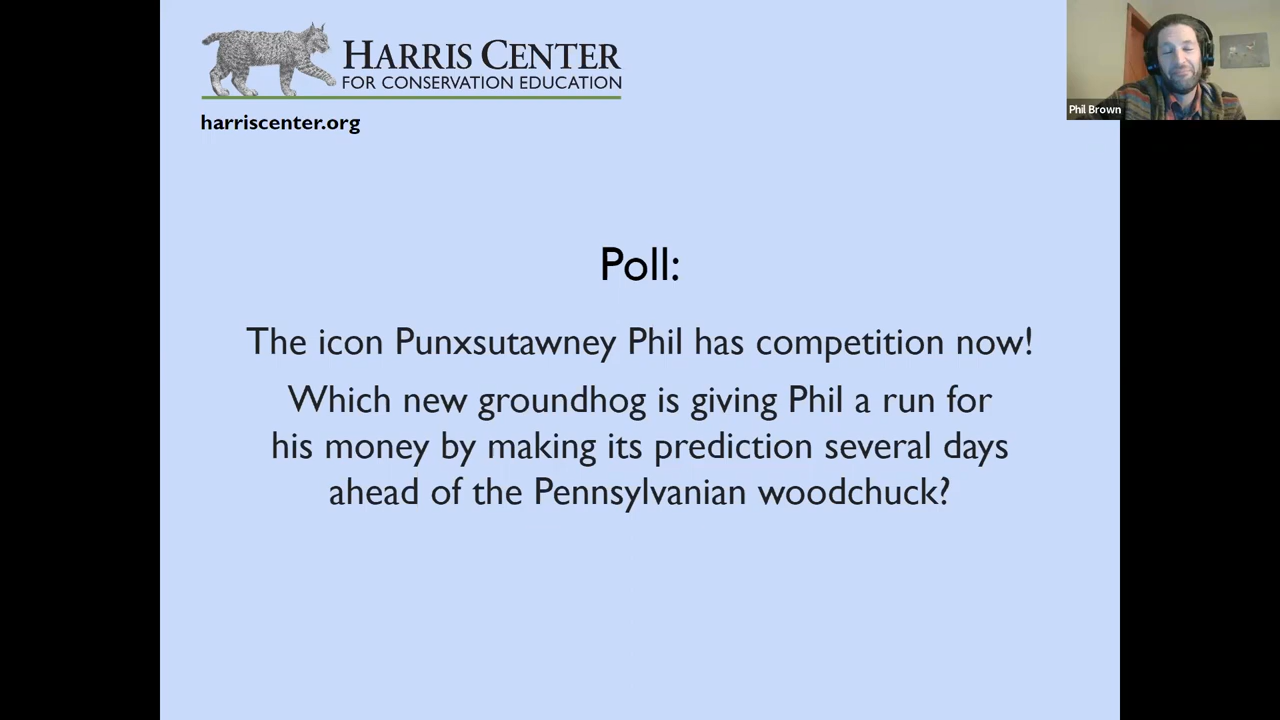 HARRIS CENTER
FOR CONSERVATION EDUCATION
harriscenter.org
Phil Brown
Poll:
The icon Punxsutawney Phil has competition now!
Which new groundhog is giving Phil a run for
his money by making its prediction several days
ahead of the Pennsylvanian woodchuck?